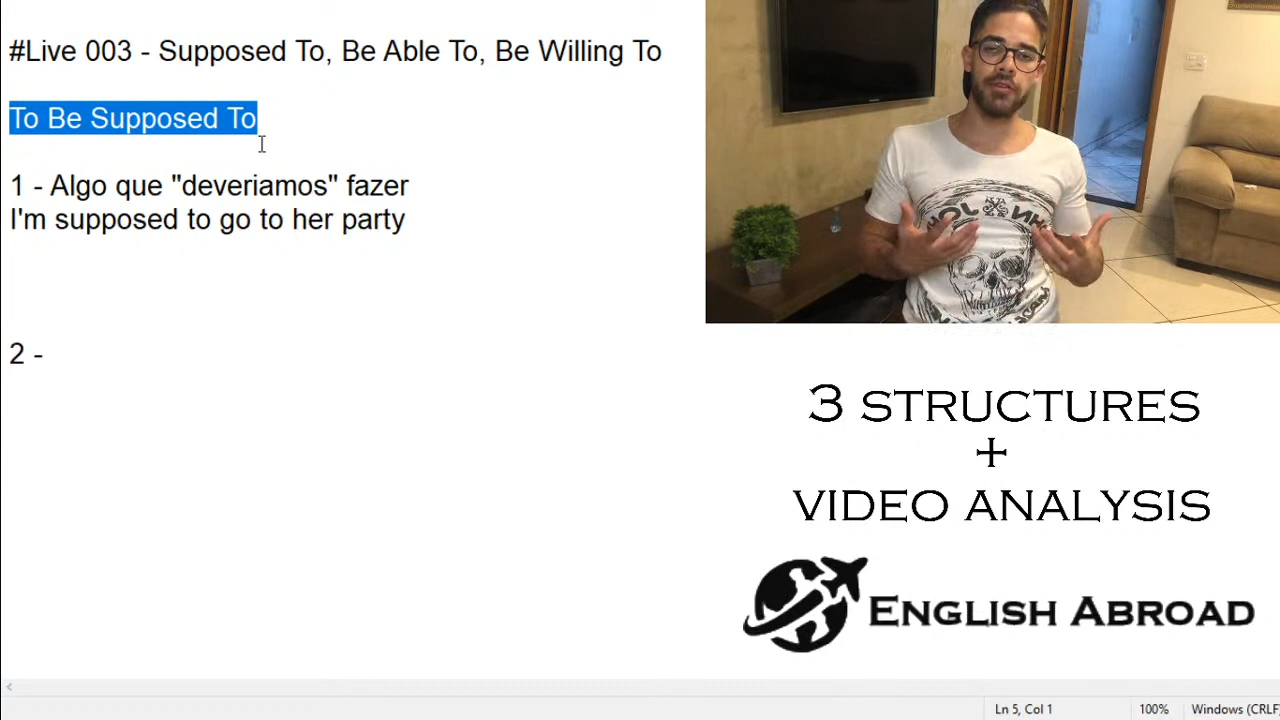 #Live 003 - Supposed To, Be Able To, Be Willing To
To Be Supposed To
1 - Algo que "deveriamos" fazer
I'm supposed to go to her party
2 -
3 STRUCTURES
+
VIDEO ANALYSIS
ENGLISH ABROAD
Ln 5, Col 1
100%
Windows (CRLF